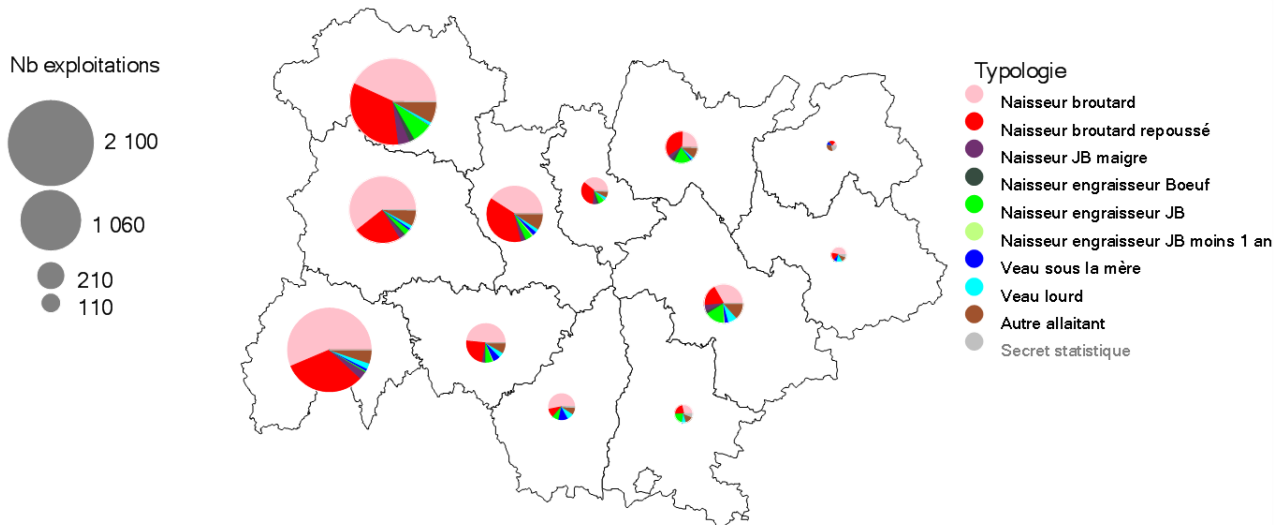 Nb exploitations
2 100
1 060
210
110
Typologie
Naisseur broutard
Naisseur broutard repoussé
Naisseur JB maigre
Naisseur engraisseur Boeuf
Naisseur engraisseur JB
Naisseur engraisseur JB moins 1 an
Veau sous la mère
Veau lourd
Autre allaitant
Secret statistique